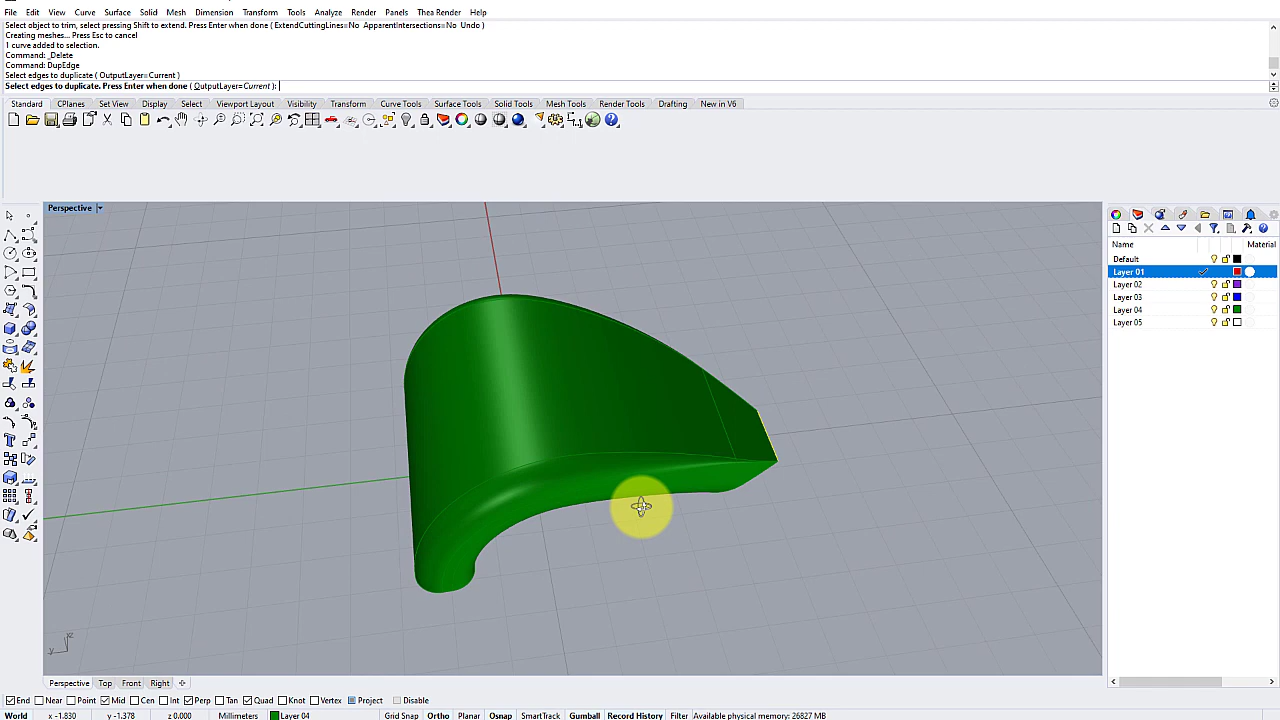 File Edit View Curve Surface Solid Mesh Dimension Transform Tools Analyze Render Panels Thea Render Help
Select object to trim, select pressing Shift to extend. Press Enter when done ( ExtendCuttingLines=No ApparentIntersections=No Undo )
Creating meshes... Press Esc to cancel
1 curve added to selection.
Command: _Delete
Command: DupEdge
Select edges to duplicate ( OutputLayer=Current )
Select edges to duplicate. Press Enter when done ( OutputLayer=Current ):
Standard CPlanes Set View Display Select Viewport Layout Visibility Transform Curve Tools Surface Tools Solid Tools Mesh Tools Render Tools Drafting New in V6
Perspective
Name Material
Default
Layer 01
Layer 02
Layer 03
Layer 04
Layer 05
xz
y
Perspective Top Front Right
End Near Point Mid Cen Int Perp Tan Quad Knot Vertex Project Disable
World x -1.830 y -1.378 z 0.000 Millimeters Layer 04 Grid Snap Ortho Planar Osnap SmartTrack Gumball Record History Filter Available physical memory: 26827 MB